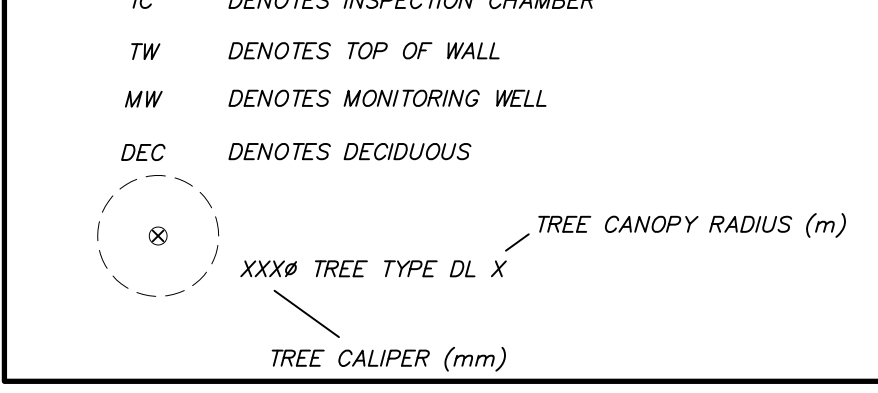 IC DENOTES INSPECTION CHAMBER
TW DENOTES TOP OF WALL
MW DENOTES MONITORING WELL
DEC DENOTES DECIDUOUS
TREE CANOPY RADIUS (m)
XXXø TREE TYPE DL X
TREE CALIPER (mm)